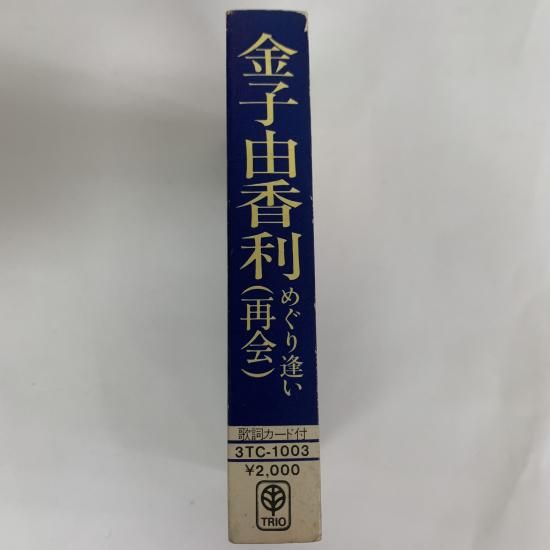 金子由香利
めぐり逢い
(再会)
歌詞カード付
3TC-1003
¥2,000
TRIO